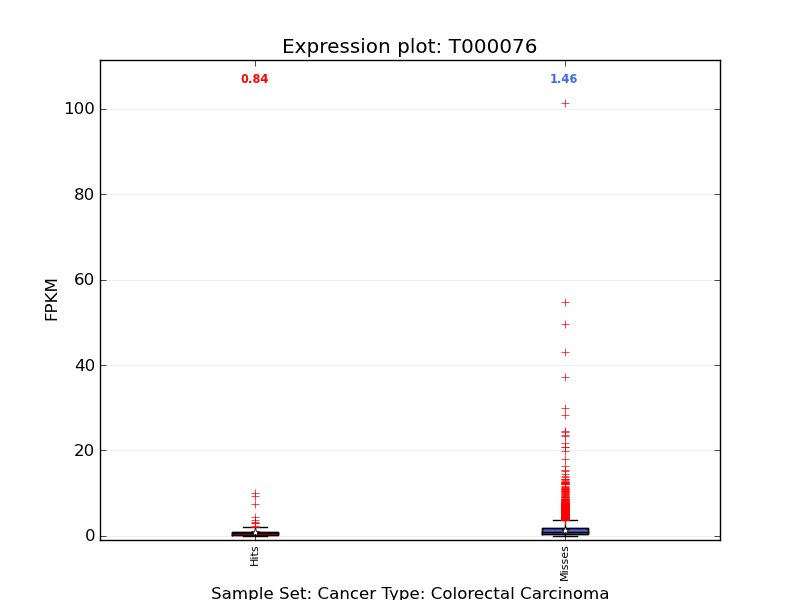 Expression plot: T000076
0.84
1.46
100
80
60
40
20
0
FPKM
Hits
Misses
Sample Set: Cancer Type: Colorectal Carcinoma